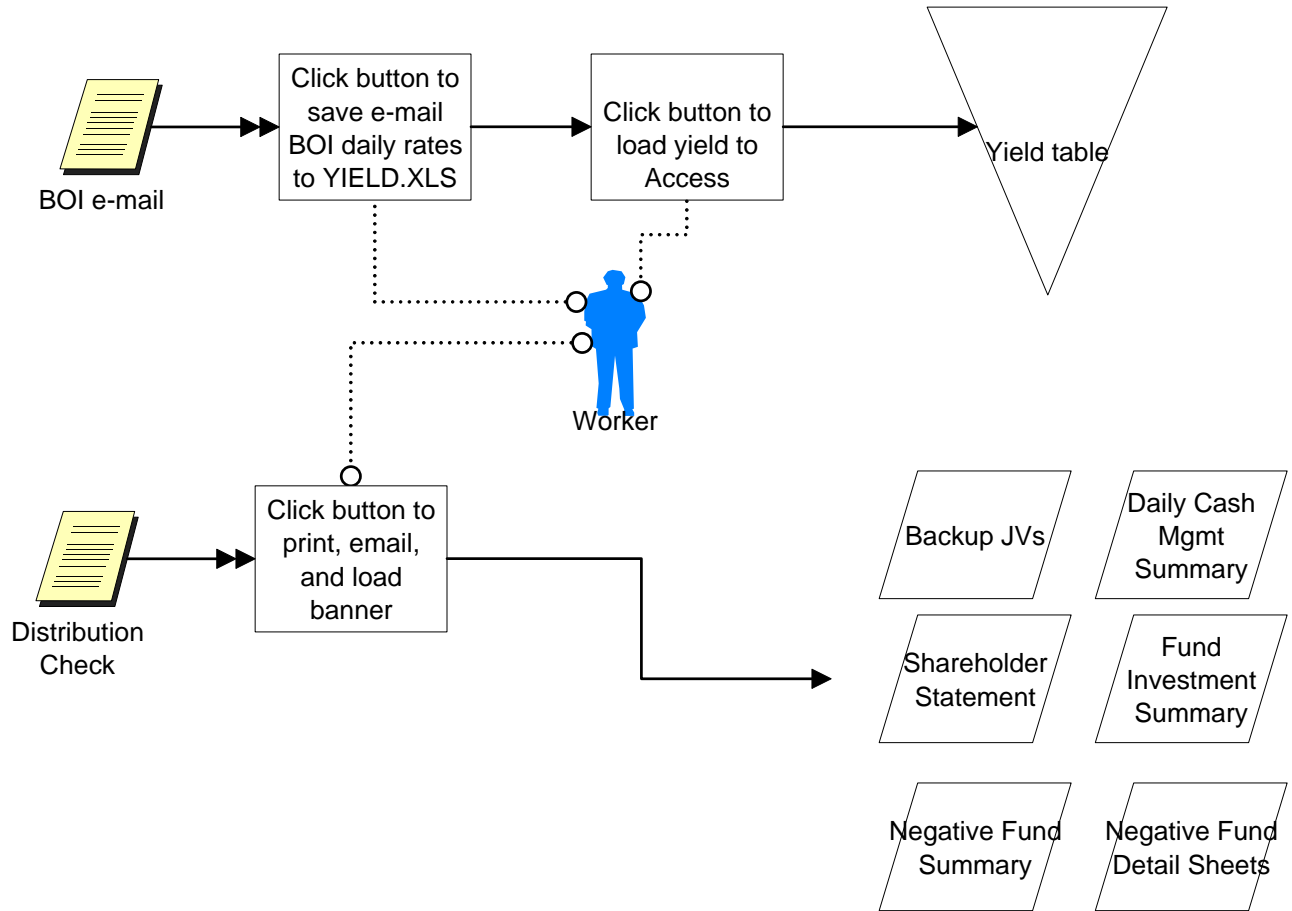 BOI e-mail
Click button to
save e-mail
BOI daily rates
to YIELD.XLS
Click button to
load yield to
Access
Yield table
Worker
Distribution
Check
Click button to
print, email,
and load
banner
Backup JVs
Daily Cash
Mgmt
Summary
Shareholder
Statement
Fund
Investment
Summary
Negative Fund
Summary
Negative Fund
Detail Sheets